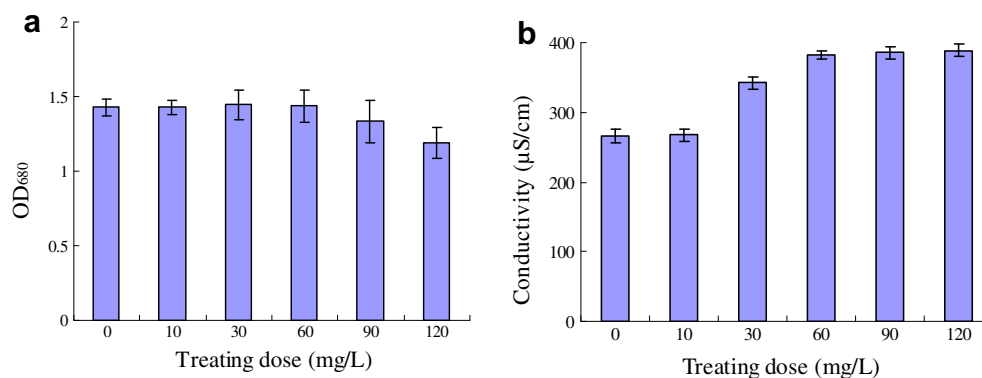 a
2
1.5
1
0.5
0
OD680
0 10 30 60 90 120
Treating dose (mg/L)
b
400
300
200
100
0
Conductivity (μS/cm)
0 10 30 60 90 120
Treating dose (mg/L)